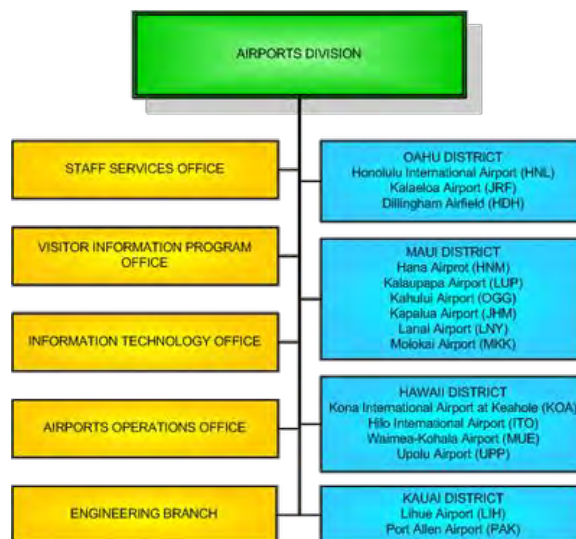 AIRPORTS DIVISION
STAFF SERVICES OFFICE
VISITOR INFORMATION PROGRAM
OFFICE
INFORMATION TECHNOLOGY OFFICE
AIRPORTS OPERATIONS OFFICE
ENGINEERING BRANCH
OAHU DISTRICT
Honolulu International Airport (HNL)
Kalaeloa Airport (JRF)
Dillingham Airfield (HDH)
MAUI DISTRICT
Hana Airprot (HNM)
Kalaupapa Airport (LUP)
Kahului Airport (OGG)
Kapalua Airport (JHM)
Lanai Airport (LNY)
Molokai Airport (MKK)
HAWAII DISTRICT
Kona International Airport at Keahole (KOA)
Hilo International Airport (ITO)
Waimea-Kohala Airport (MUE)
Upolu Airport (UPP)
KAUAI DISTRICT
Lihue Airport (LIH)
Port Allen Airport (PAK)